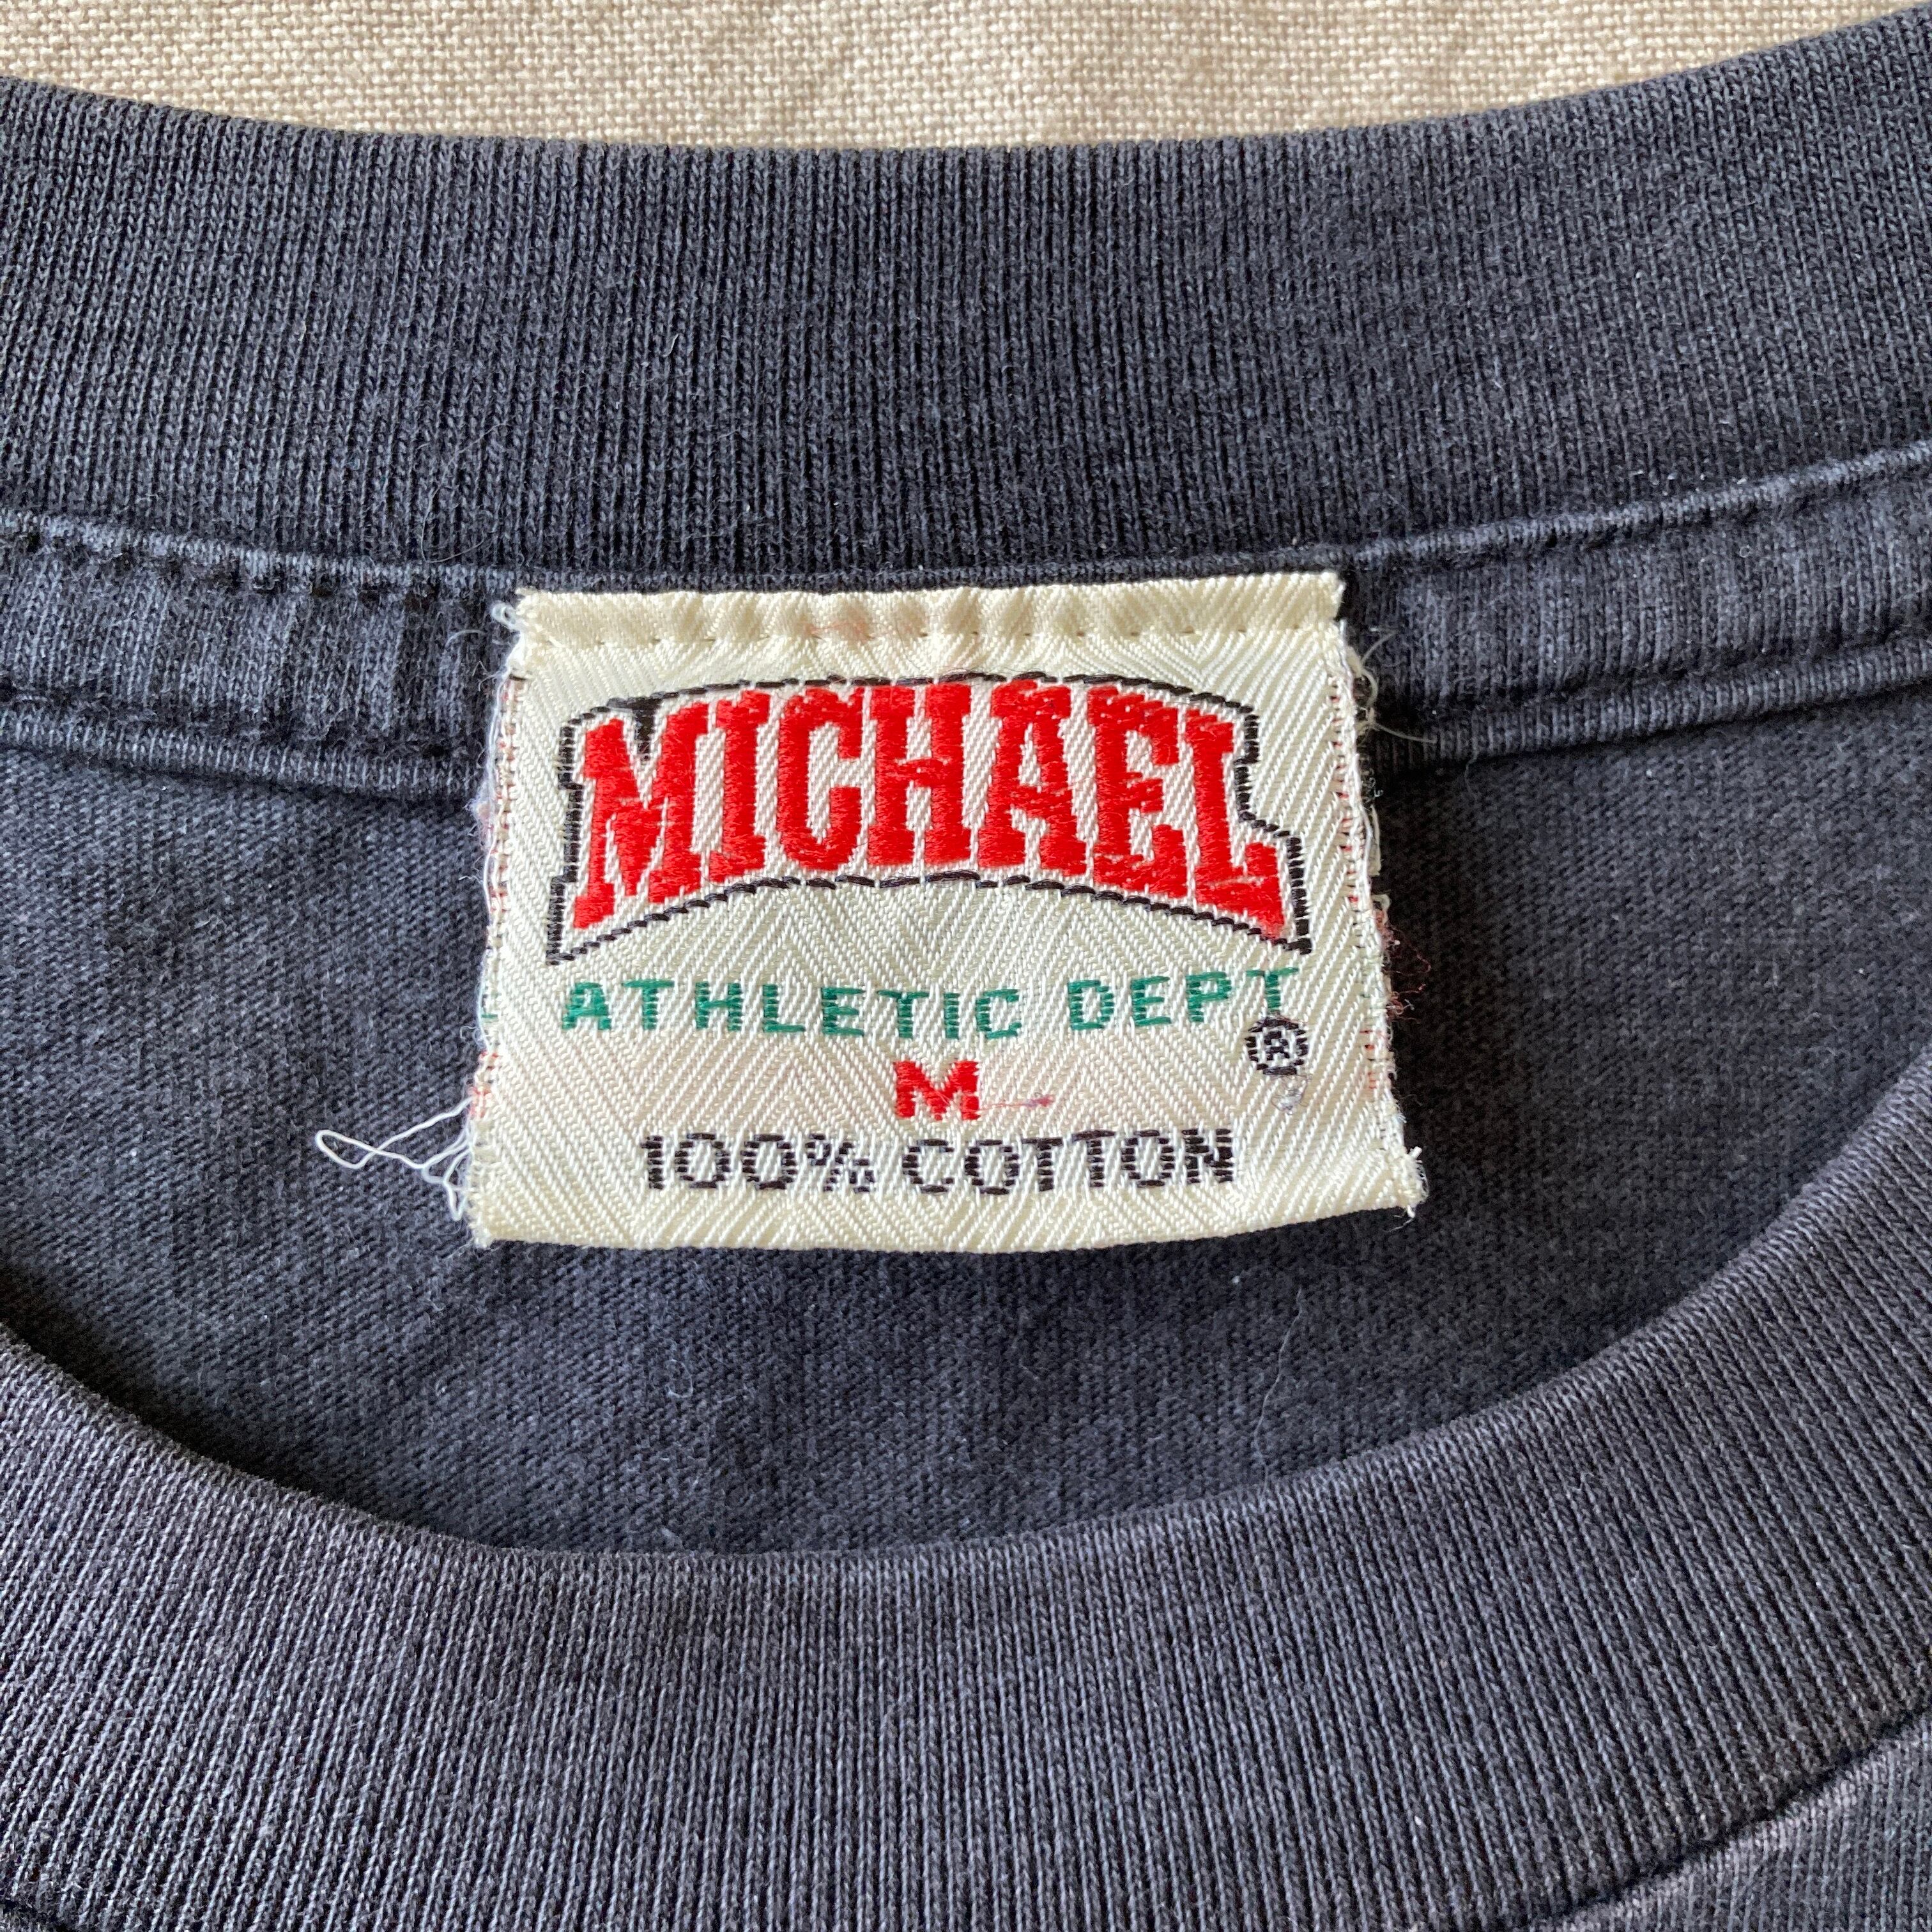 MICHAEL
ATHLETIC DEPT
®
M
100% COTTON